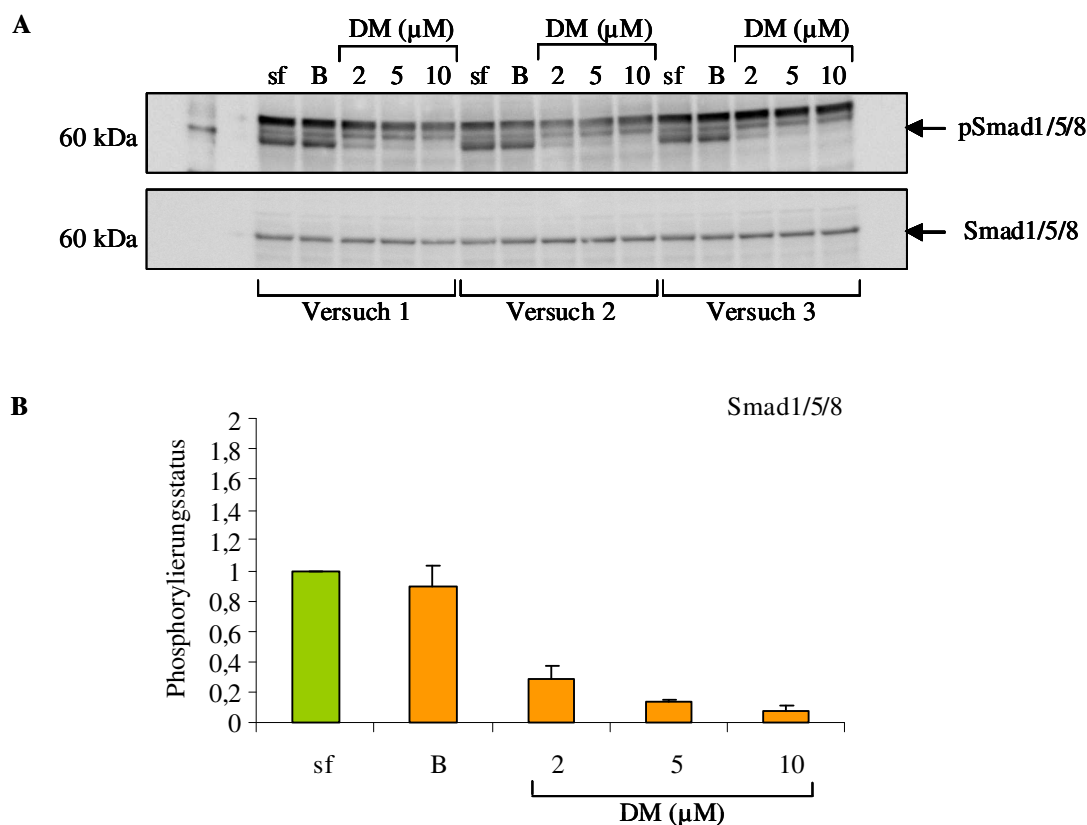 A
DM (µM) DM (µM) DM (µM)
sf B 2 5 10 sf B 2 5 10 sf B 2 5 10
60 kDa pSmad1/5/8
60 kDa Smad1/5/8
Versuch 1 Versuch 2 Versuch 3
B
Smad1/5/8
Phosphorylierungsstatus
2
1,8
1,6
1,4
1,2
1
0,8
0,6
0,4
0,2
0
sf B 2 5 10
DM (µM)